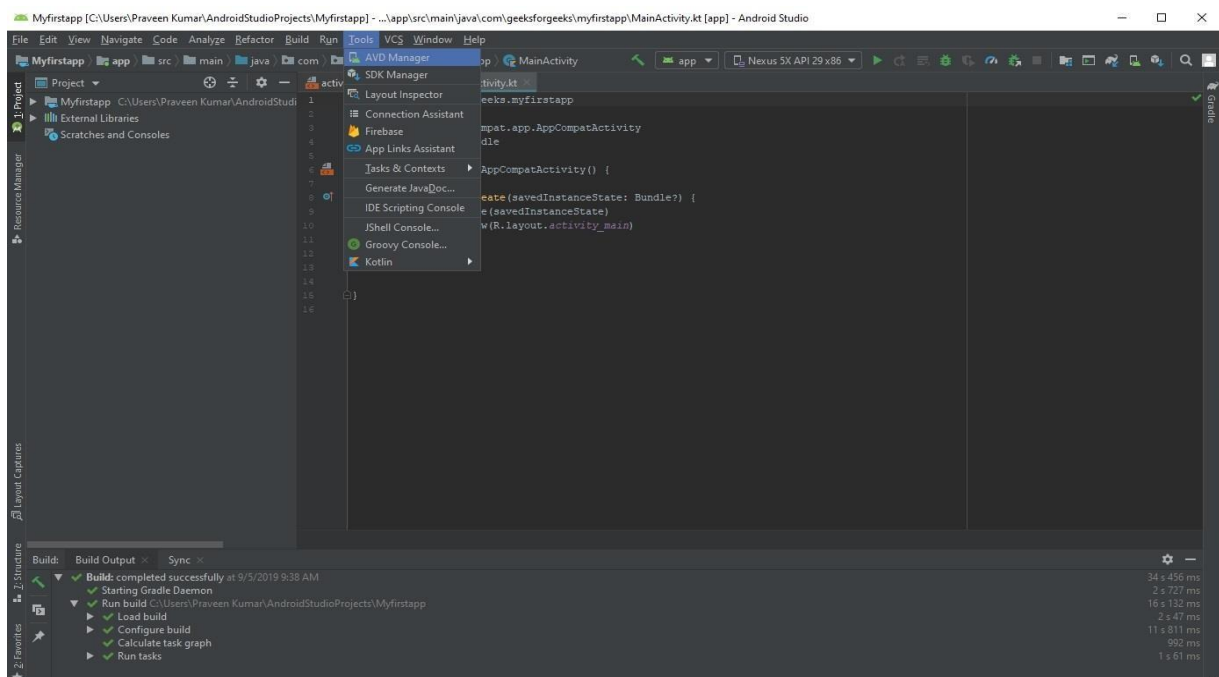 Myfirstapp [C:\Users\Praveen Kumar\AndroidStudioProjects\Myfirstapp] - ...\app\src\main\java\com\geeksforgeeks\myfirstapp\MainActivity.kt [app] - Android Studio
File Edit View Navigate Code Analyze Refactor Build Run Tools VCS Window Help
Myfirstapp app src main java com pp MainActivity app Nexus 5X API 29 x86
1: Project
Resource Manager
Layout Captures
7: Structure
2: Favorites
Project
Myfirstapp C:\Users\Praveen Kumar\AndroidStudi
External Libraries
Scratches and Consoles
AVD Manager
SDK Manager
Layout Inspector
Connection Assistant
Firebase
App Links Assistant
Tasks & Contexts
Generate JavaDoc...
IDE Scripting Console
JShell Console...
Groovy Console...
Kotlin
activ tivity.kt
1 eeks.myfirstapp
2
3 mpat.app.AppCompatActivity
4 dle
5
6 AppCompatActivity() {
7
8 eate(savedInstanceState: Bundle?) {
9 e(savedInstanceState)
10 w(R.layout.activity_main)
11
12
13
14
15 }
16
Gradle
Build: Build Output Sync
Build: completed successfully at 9/5/2019 9:38 AM 34 s 456 ms
Starting Gradle Daemon 2 s 727 ms
Run build C:\Users\Praveen Kumar\AndroidStudioProjects\Myfirstapp 16 s 132 ms
Load build 2 s 47 ms
Configure build 11 s 811 ms
Calculate task graph 992 ms
Run tasks 1 s 61 ms